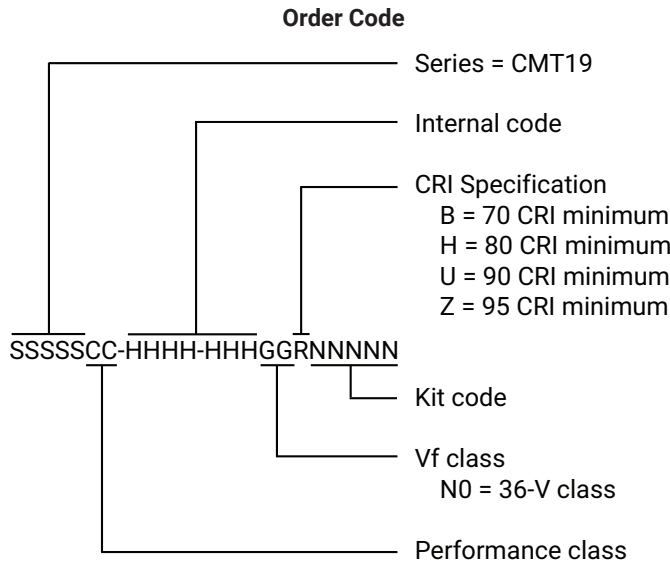 Order Code
Series = CMT19
Internal code
CRI Specification
B = 70 CRI minimum
H = 80 CRI minimum
U = 90 CRI minimum
Z = 95 CRI minimum
SSSSSCC-HHHH-HHHGGRNNNNN
Kit code
Vf class
N0 = 36-V class
Performance class